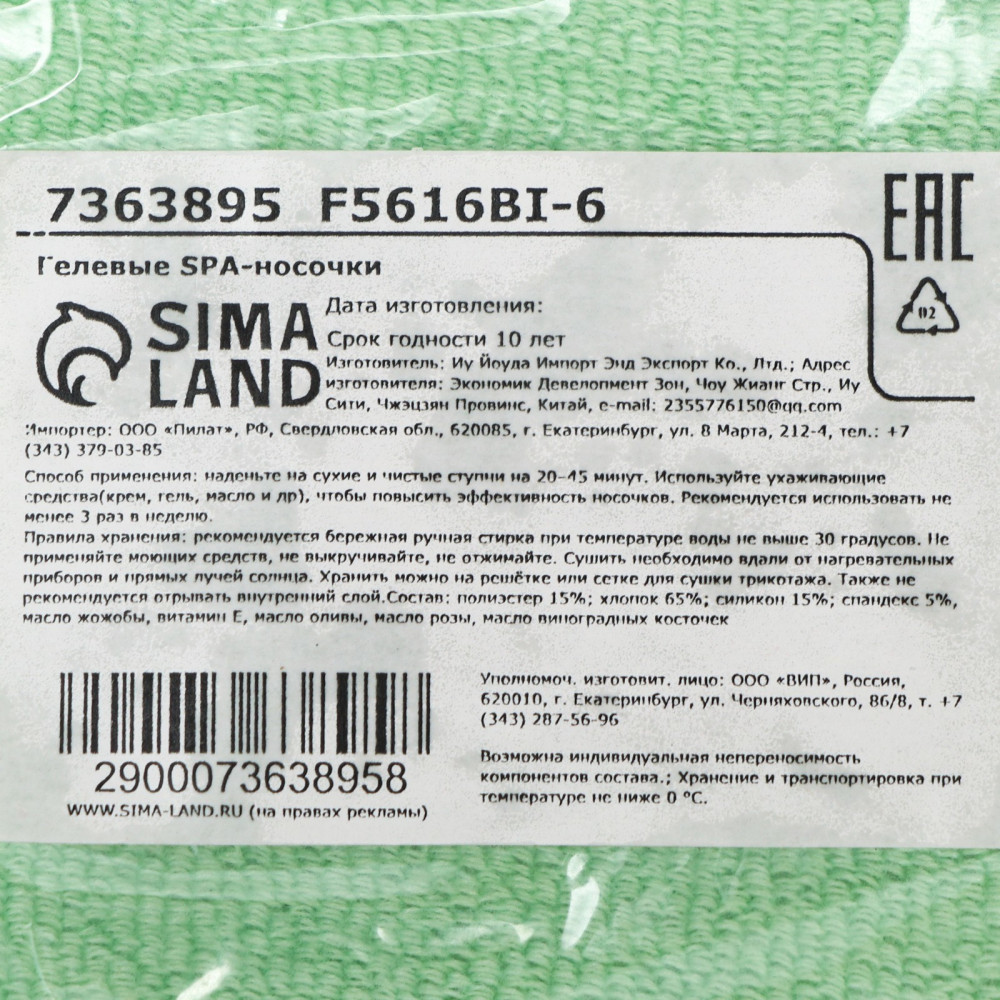 7363895 F5616BI-6
EAC
Гелевые SPA-носочки
02
SIMA
LAND
Дата изготовления:
Срок годности 10 лет
Изготовитель: Иу Йоула Импорт Энд Экспорт Ко., Лтд.; Адрес
изготовителя: Экономик Девелопмент Зон, Чоу Жианг Стр., Иу
Сити, Чжэцзян Провинс, Китай, e-mail: 2355776150@qq.com
Импортер: ООО «Пилат», РФ, Свердловская обл., 620085, г. Екатеринбург, ул. 8 Марта, 212-4, тел.: +7
(343) 379-03-85
Способ применения: наденьте на сухие и чистые ступни на 20-45 минут. Используйте ухаживающие
средства(крем, гель, масло и др), чтобы повысить эффективность носочков. Рекомендуется использовать не
менее 3 раз в неделю.
Правила хранения: рекомендуется бережная ручная стирка при температуре воды не выше 30 градусов. Не
применяйте моющих средств, не выкручивайте, не отжимайте. Сушить необходимо вдали от нагревательных
приборов и прямых лучей солнца. Хранить можно на решётке или сетке для сушки трикотажа. Также не
рекомендуется отрывать внутренний слой.Состав: полиэстер 15%; хлопок 65%; силикон 15%; спандекс 5%,
масло жожобы, витамин Е, масло оливы, масло розы, масло виноградных косточек
2900073638958
WWW.SIMA-LAND.RU (на правах рекламы)
Уполномоч. изготовит. лицо: ООО «ВИП», Россия,
620010, г. Екатеринбург, ул. Черняховского, 86/8, т. +7
(343) 287-56-96
Возможна индивидуальная непереносимость
компонентов состава.; Хранение и транспортировка при
температуре не ниже 0 °С.